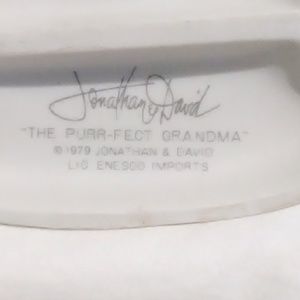 Jonathan & David
"THE PURR-FECT GRANDMA"
© 1979 JONATHAN & DAVID
LIC ENESCO IMPORTS